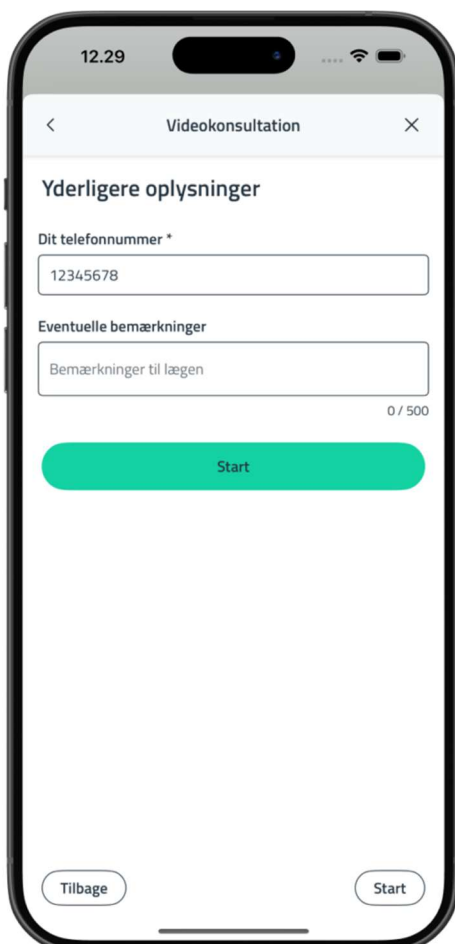 12.29
Videokonsultation
Yderligere oplysninger
Dit telefonnummer *
12345678
Eventuelle bemærkninger
Bemærkninger til lægen
0 / 500
Start
Tilbage
Start